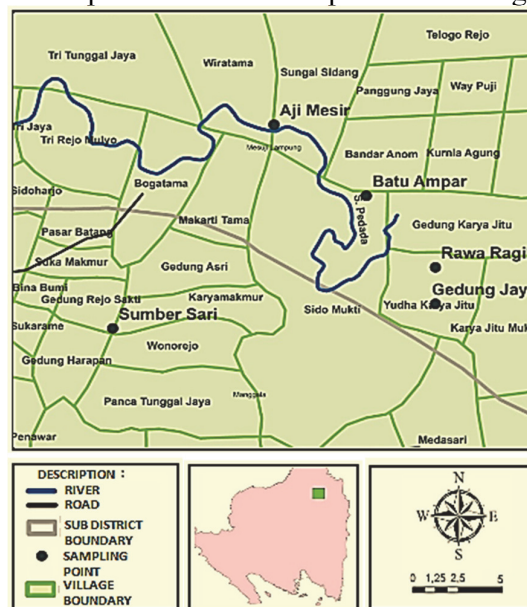 Telogo Rejo
Tri Tunggal Jaya
Wiratama
Sungai Sidang
Panggung Jaya
Way Puji
Aji Mesir
Tri Jaya
Tri Rejo Mulyo
Mesuji Lampung
Bandar Anom
Kurnia Agung
Bogatama
Batu Ampar
Sidoharjo
S. Pedada
Makarti Tama
Gedung Karya Jitu
Pasar Batang
Suka Makmur
Gedung Asri
Rawa Ragi
Bina Bumi
Gedung Rejo Sakti
Karyamakmur
Gedung Jay
Sumber Sari
Sido Mukti
Yudha Karya Jitu
Sukarame
Karya Jitu Muk
Wonorejo
Gedung Harapan
Manggala
Panca Tunggal Jaya
Penawar
Medasari
DESCRIPTION :
RIVER
ROAD
SUB DISTRICT
BOUNDARY
SAMPLING
POINT
VILLAGE
BOUNDARY
N
W E
S
0 1,25 2,5 5